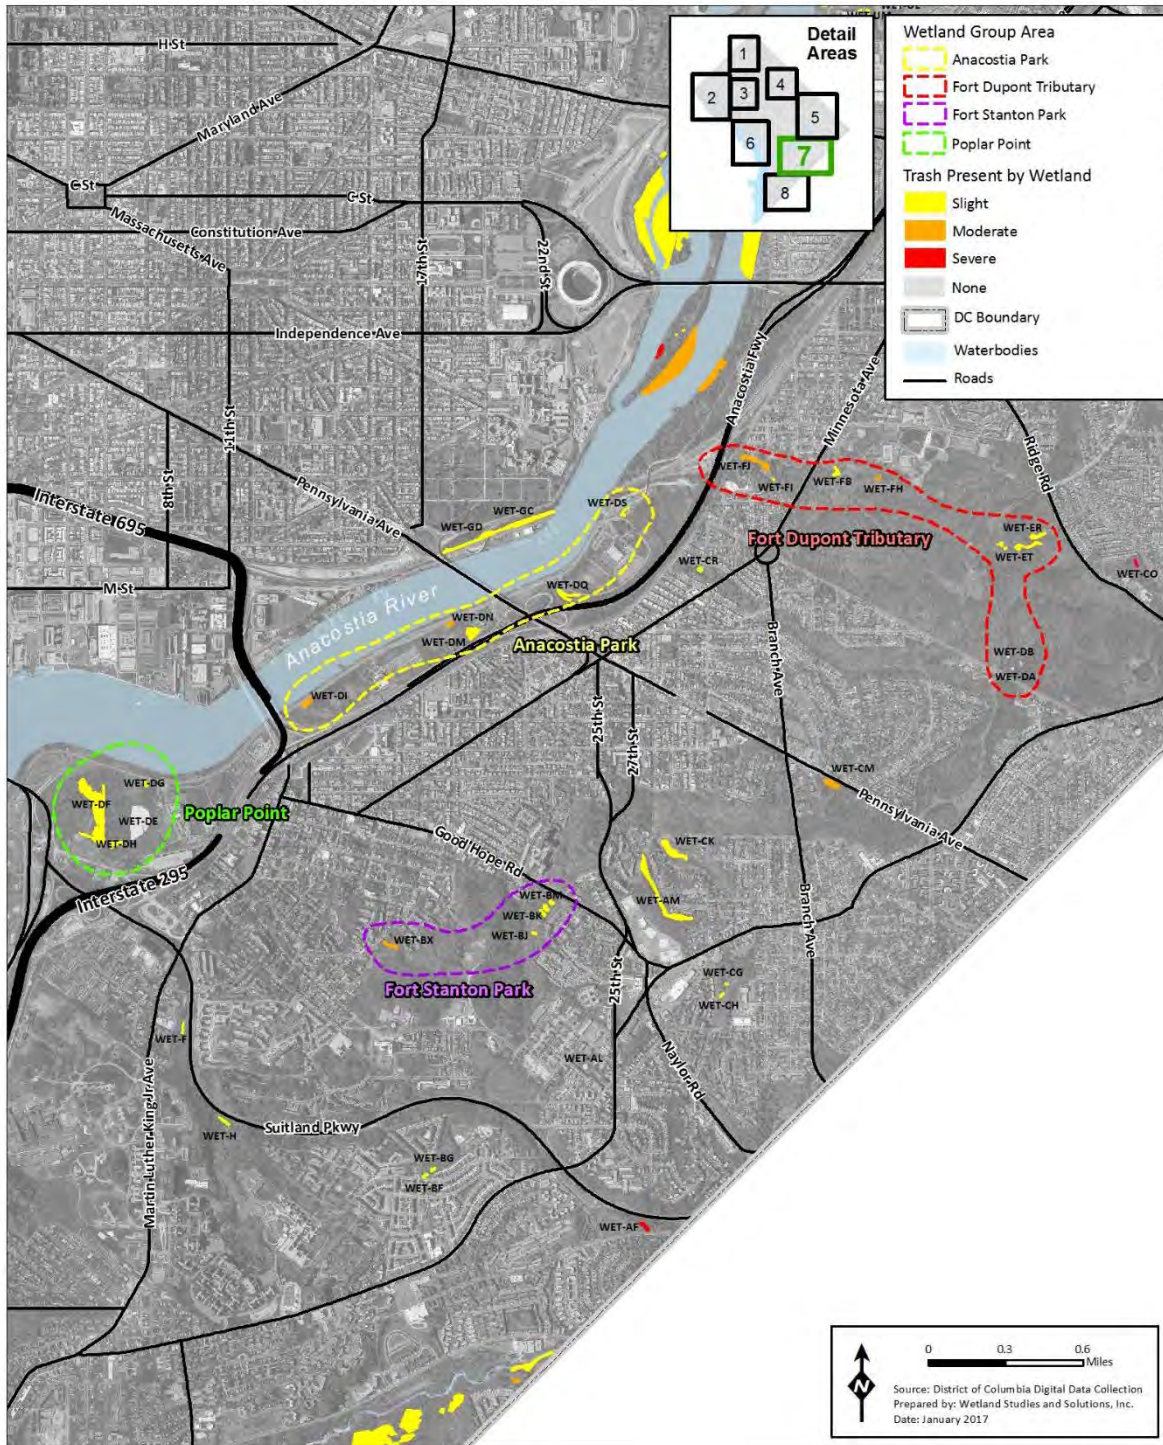 H St
Maryland Ave
C St
C St
Massachusetts Ave
Constitution Ave
17th St
22nd St
Independence Ave
11th St
8th St
Pennsylvania Ave
Interstate 695
M St
Anacostia River
Anacostia Fwy
Minnesota Ave
Ridge Rd
Detail
Areas
1
2
3
4
5
6
7
8
Wetland Group Area
Anacostia Park
Fort Dupont Tributary
Fort Stanton Park
Poplar Point
Trash Present by Wetland
Slight
Moderate
Severe
None
DC Boundary
Waterbodies
Roads
WET-FJ
WET-FI
WET-FB
WET-FH
WET-ER
WET-ET
WET-CO
Fort Dupont Tributary
WET-DB
WET-DA
WET-GC
WET-GD
WET-DS
WET-CR
WET-DQ
WET-DN
WET-DM
Anacostia Park
WET-DI
Branch Ave
25th St
27th St
WET-CM
Pennsylvania Ave
WET-DG
WET-DF
WET-DE
WET-DH
Poplar Point
Interstate 295
Good Hope Rd
WET-CK
WET-AM
Branch Ave
WET-BM
WET-BK
WET-BJ
WET-BX
Fort Stanton Park
25th St
WET-CG
WET-CH
WET-F
WET-AL
Naylor Rd
Martin Luther King Jr Ave
WET-H
Suitland Pkwy
WET-BG
WET-BF
WET-AF
N
0 0.3 0.6
Miles
Source: District of Columbia Digital Data Collection
Prepared by: Wetland Studies and Solutions, Inc.
Date: January 2017